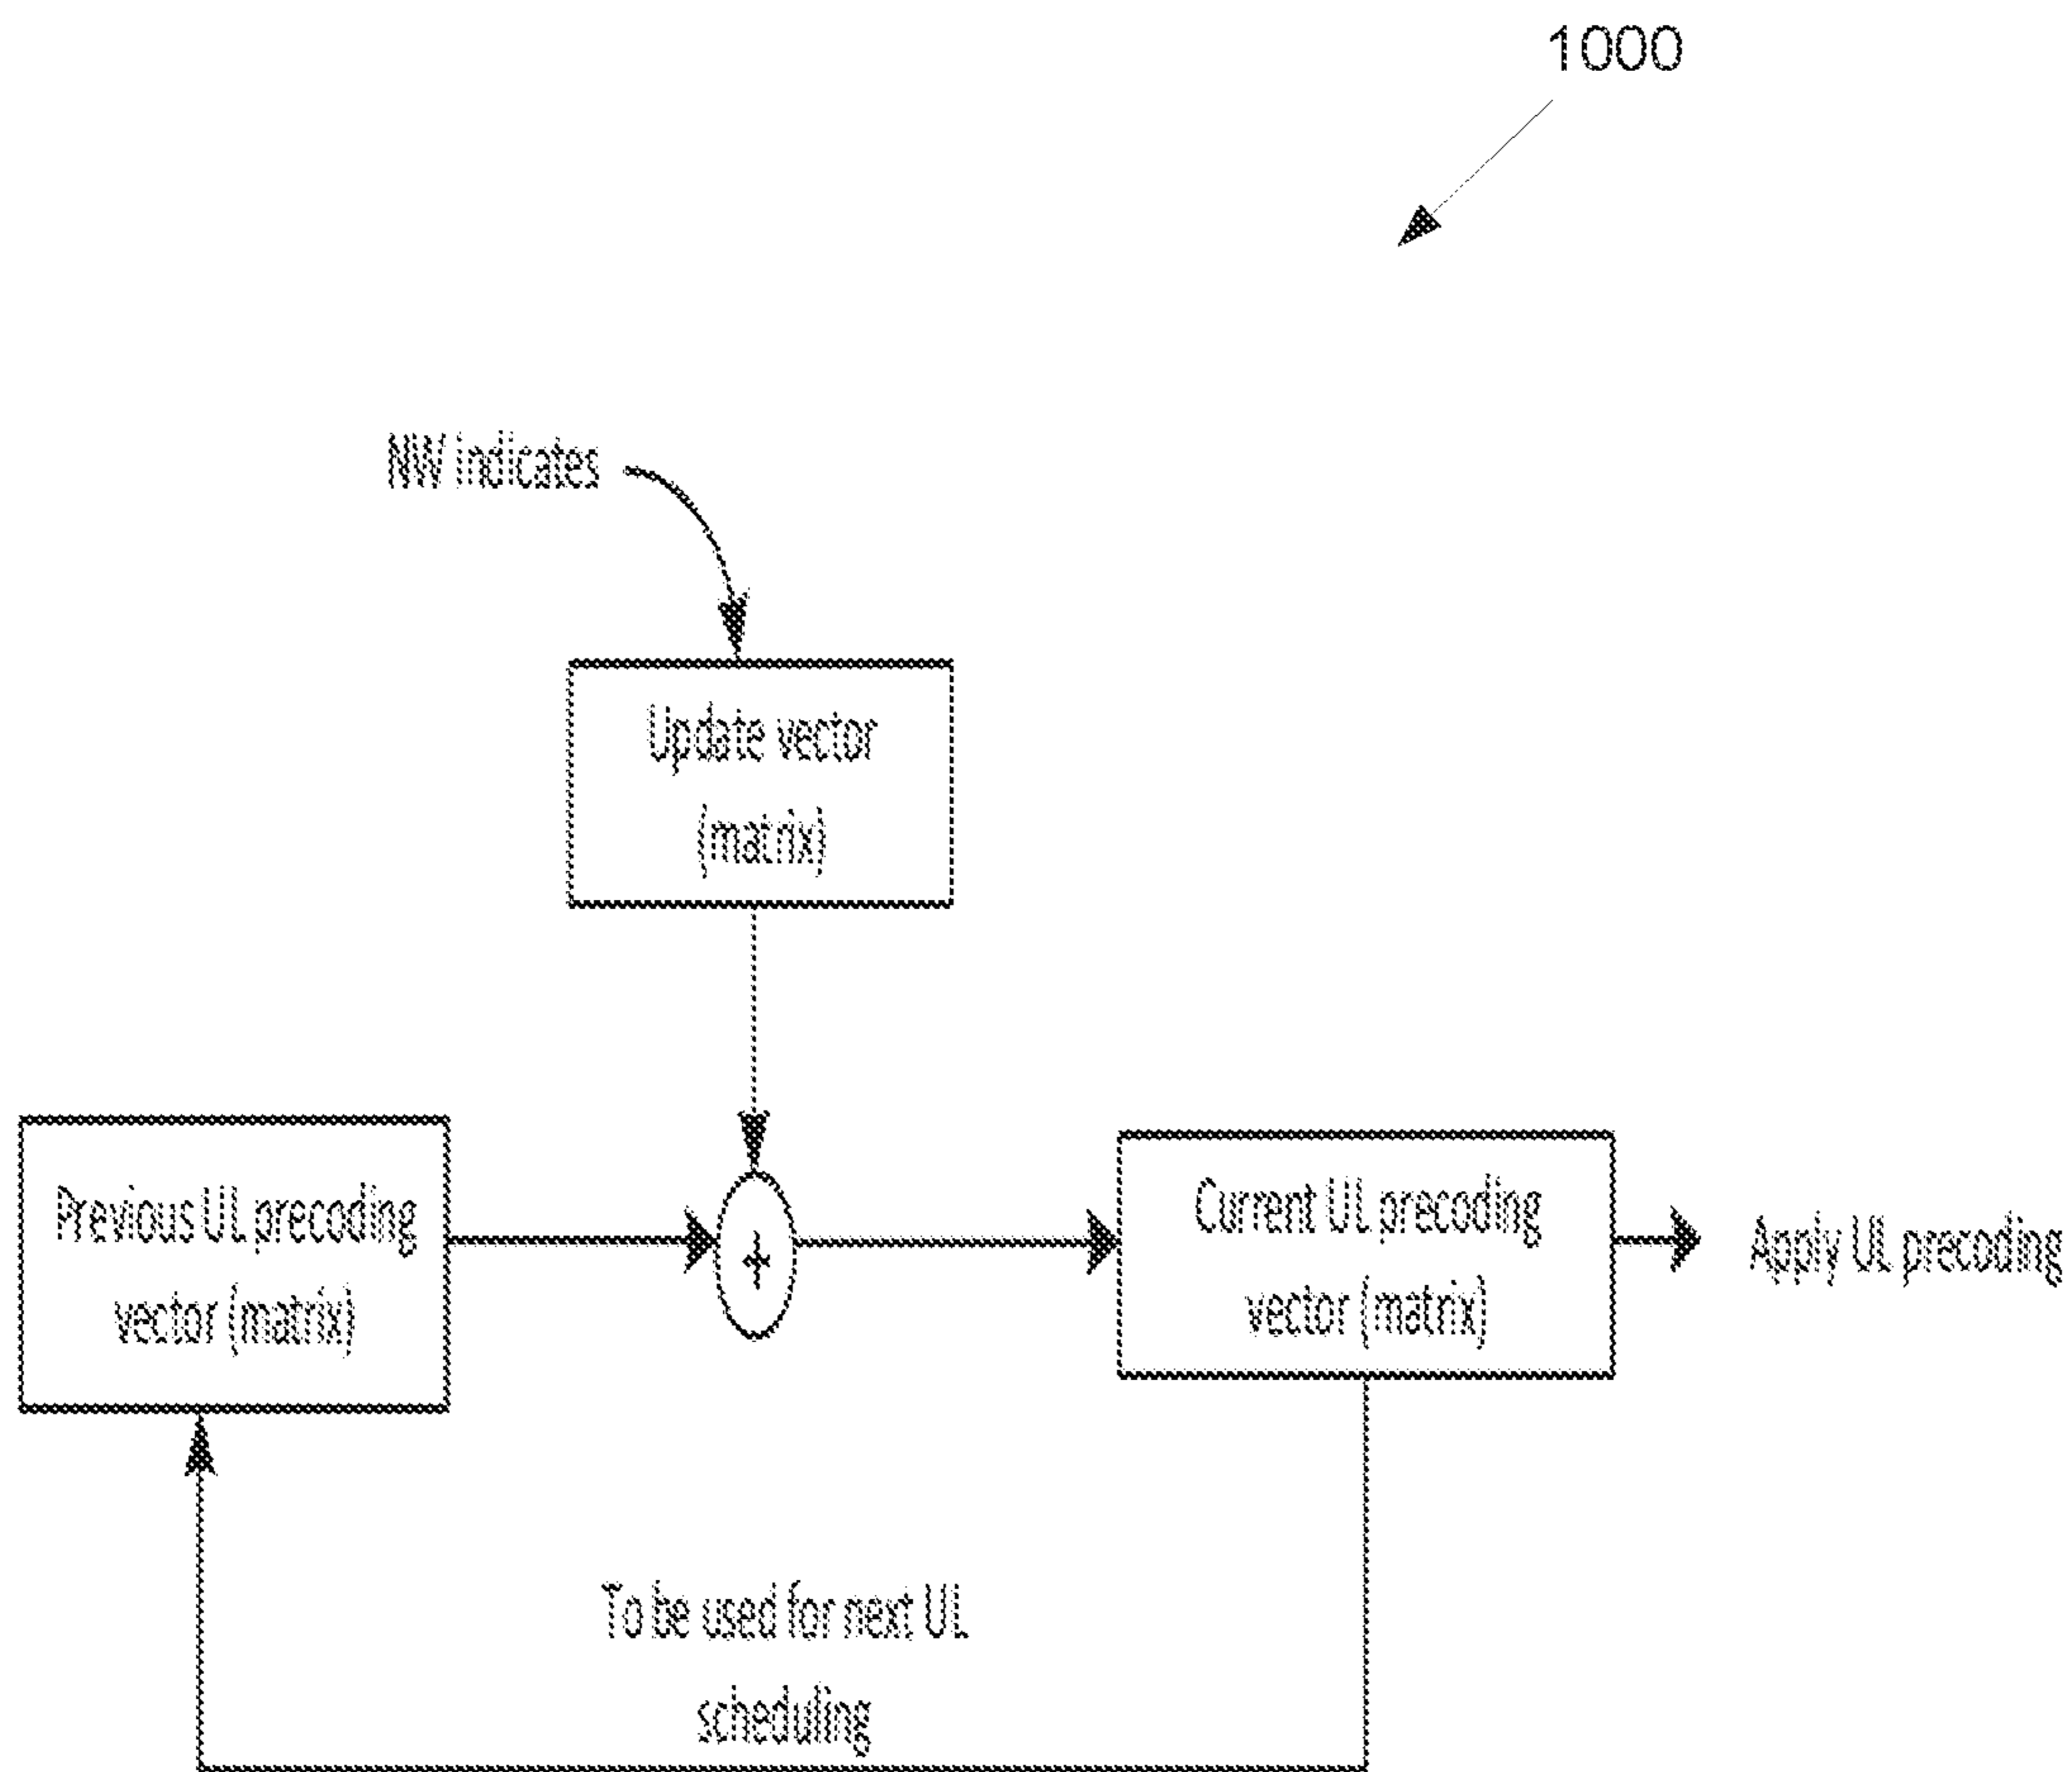 1000
NW indicates
Update vector
(matrix)
Previous UL precoding
vector (matrix)
+
Current UL precoding
vector (matrix)
Apply UL precoding
To be used for next UL
scheduling